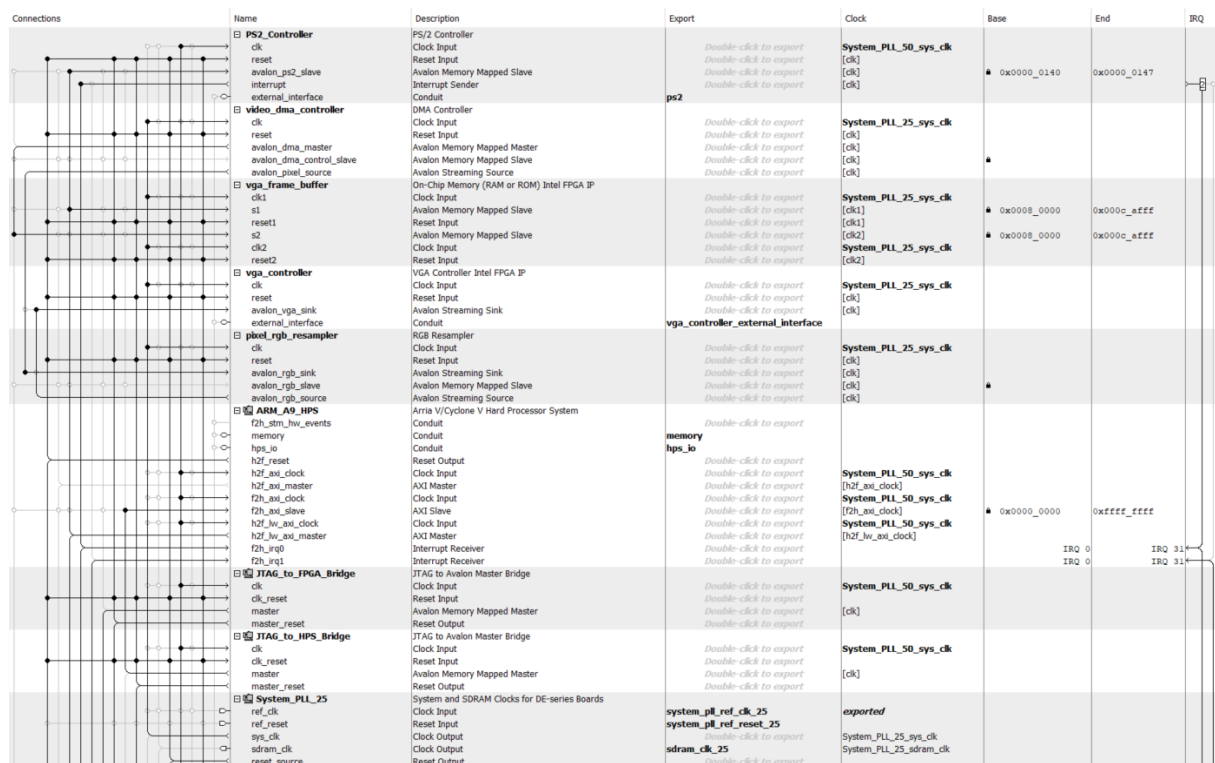 Connections Name Description Export Clock Base End IRQ
PS2_Controller PS/2 Controller
clk Clock Input Double-click to export System_PLL_50_sys_clk
reset Reset Input Double-click to export [clk]
avalon_ps2_slave Avalon Memory Mapped Slave Double-click to export [clk] 0x0000_0140 0x0000_0147
interrupt Interrupt Sender Double-click to export [clk] 2
external_interface Conduit ps2
video_dma_controller DMA Controller
clk Clock Input Double-click to export System_PLL_25_sys_clk
reset Reset Input Double-click to export [clk]
avalon_dma_master Avalon Memory Mapped Master Double-click to export [clk]
avalon_dma_control_slave Avalon Memory Mapped Slave Double-click to export [clk]
avalon_pixel_source Avalon Streaming Source Double-click to export [clk]
vga_frame_buffer On-Chip Memory (RAM or ROM) Intel FPGA IP
clk1 Clock Input Double-click to export System_PLL_25_sys_clk
s1 Avalon Memory Mapped Slave Double-click to export [clk1] 0x0008_0000 0x000c_afff
reset1 Reset Input Double-click to export [clk1]
s2 Avalon Memory Mapped Slave Double-click to export [clk2] 0x0008_0000 0x000c_afff
clk2 Clock Input Double-click to export System_PLL_25_sys_clk
reset2 Reset Input Double-click to export [clk2]
vga_controller VGA Controller Intel FPGA IP
clk Clock Input Double-click to export System_PLL_25_sys_clk
reset Reset Input Double-click to export [clk]
avalon_vga_sink Avalon Streaming Sink Double-click to export [clk]
external_interface Conduit vga_controller_external_interface
pixel_rgb_resampler RGB Resampler
clk Clock Input Double-click to export System_PLL_25_sys_clk
reset Reset Input Double-click to export [clk]
avalon_rgb_sink Avalon Streaming Sink Double-click to export [clk]
avalon_rgb_slave Avalon Memory Mapped Slave Double-click to export [clk]
avalon_rgb_source Avalon Streaming Source Double-click to export [clk]
ARM_A9_HPS Arria V/Cyclone V Hard Processor System
f2h_stm_hw_events Conduit Double-click to export
memory Conduit memory
hps_io Conduit hps_io
h2f_reset Reset Output Double-click to export
h2f_axi_clock Clock Input Double-click to export System_PLL_50_sys_clk
h2f_axi_master AXI Master Double-click to export [h2f_axi_clock]
f2h_axi_clock Clock Input Double-click to export System_PLL_50_sys_clk
f2h_axi_slave AXI Slave Double-click to export [f2h_axi_clock] 0x0000_0000 0xffff_ffff
h2f_lw_axi_clock Clock Input Double-click to export System_PLL_50_sys_clk
h2f_lw_axi_master AXI Master Double-click to export [h2f_lw_axi_clock]
f2h_irq0 Interrupt Receiver Double-click to export IRQ 0 IRQ 31
f2h_irq1 Interrupt Receiver Double-click to export IRQ 0 IRQ 31
JTAG_to_FPGA_Bridge JTAG to Avalon Master Bridge
clk Clock Input Double-click to export System_PLL_50_sys_clk
clk_reset Reset Input Double-click to export
master Avalon Memory Mapped Master Double-click to export [clk]
master_reset Reset Output Double-click to export
JTAG_to_HPS_Bridge JTAG to Avalon Master Bridge
clk Clock Input Double-click to export System_PLL_50_sys_clk
clk_reset Reset Input Double-click to export
master Avalon Memory Mapped Master Double-click to export [clk]
master_reset Reset Output Double-click to export
System_PLL_25 System and SDRAM Clocks for DE-series Boards
ref_clk Clock Input system_pll_ref_clk_25 exported
ref_reset Reset Input system_pll_ref_reset_25
sys_clk Clock Output Double-click to export System_PLL_25_sys_clk
sdram_clk Clock Output sdram_clk_25 System_PLL_25_sdram_clk
reset_source Reset Output Double-click to export